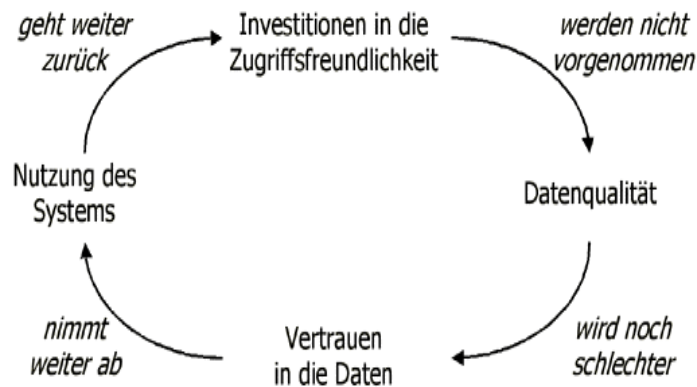 geht weiter
zurück
Investitionen in die
Zugriffsfreundlichkeit
werden nicht
vorgenommen
Nutzung des
Systems
Datenqualität
nimmt
weiter ab
Vertrauen
in die Daten
wird noch
schlechter